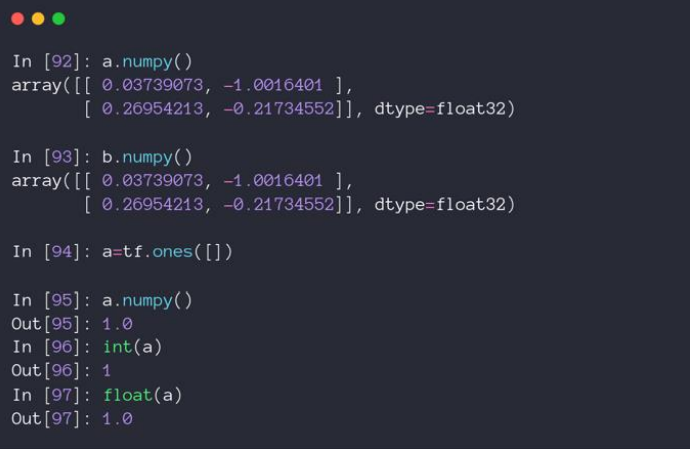 In [92]: a.numpy()
array([[ 0.03739073, -1.0016401 ],
       [ 0.26954213, -0.21734552]], dtype=float32)
In [93]: b.numpy()
array([[ 0.03739073, -1.0016401 ],
       [ 0.26954213, -0.21734552]], dtype=float32)
In [94]: a=tf.ones([])
In [95]: a.numpy()
Out[95]: 1.0
In [96]: int(a)
Out[96]: 1
In [97]: float(a)
Out[97]: 1.0